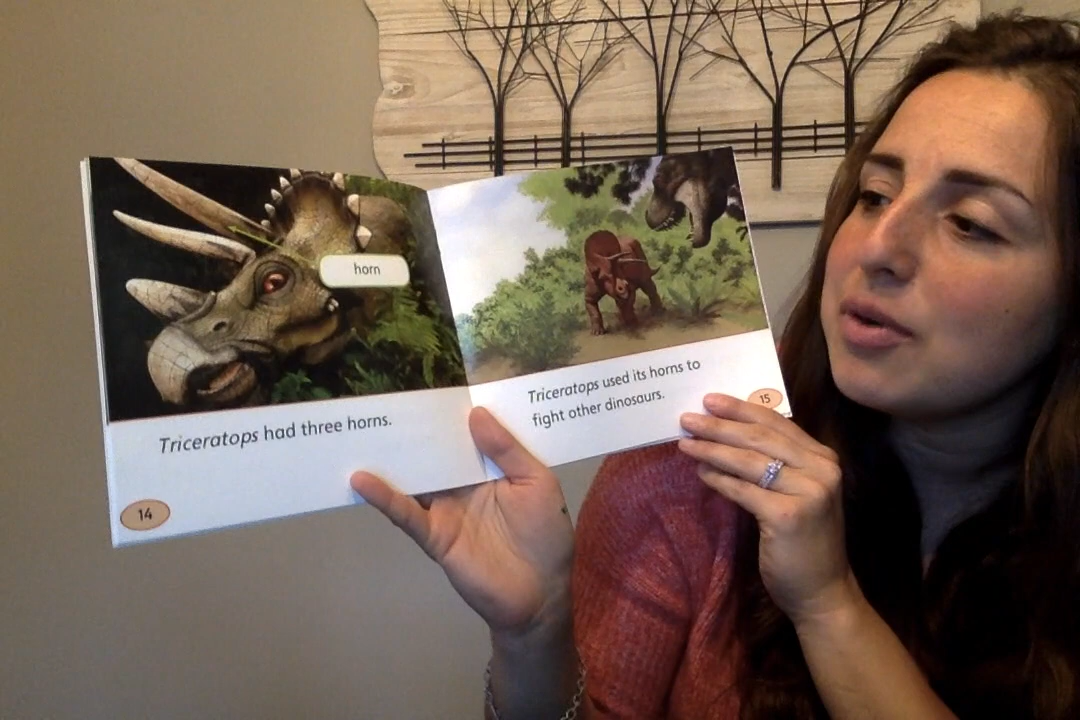 horn
Triceratops had three horns.
14
Triceratops used its horns to
fight other dinosaurs.
15